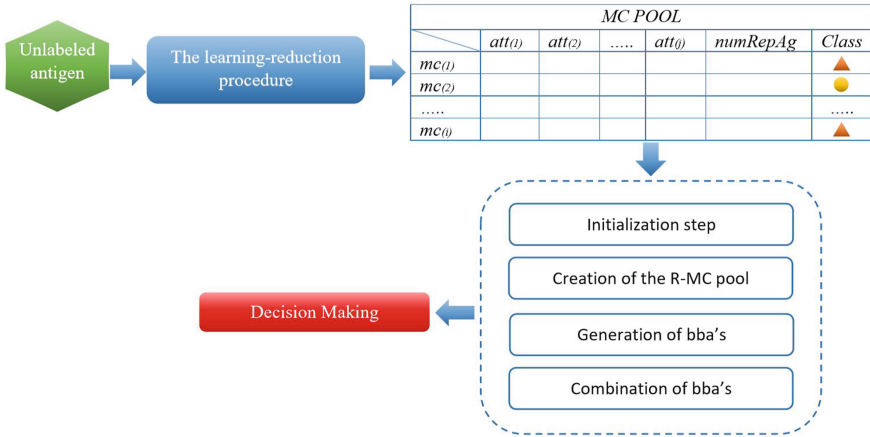 Unlabeled
antigen
The learning-reduction
procedure
MC POOL
att(1) att(2) ..... att(j) numRepAg Class
mc(1)
mc(2)
..... .....
mc(i)
Initialization step
Creation of the R-MC pool
Generation of bba's
Combination of bba's
Decision Making